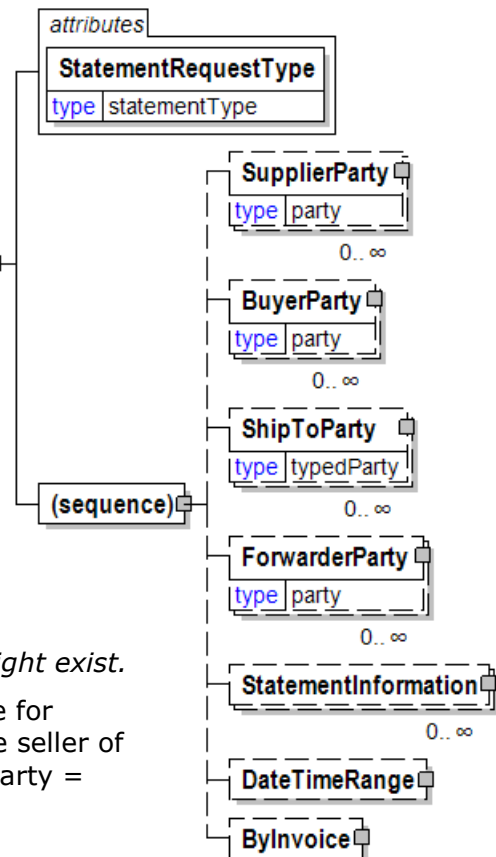 attributes
StatementRequestType
type statementType
SupplierParty
type party
0.. ∞
BuyerParty
type party
0.. ∞
ShipToParty
type typedParty
0.. ∞
(sequence)
ForwarderParty
type party
0.. ∞
ight exist.
StatementInformation
e for
0.. ∞
e seller of
arty =
DateTimeRange
ByInvoice